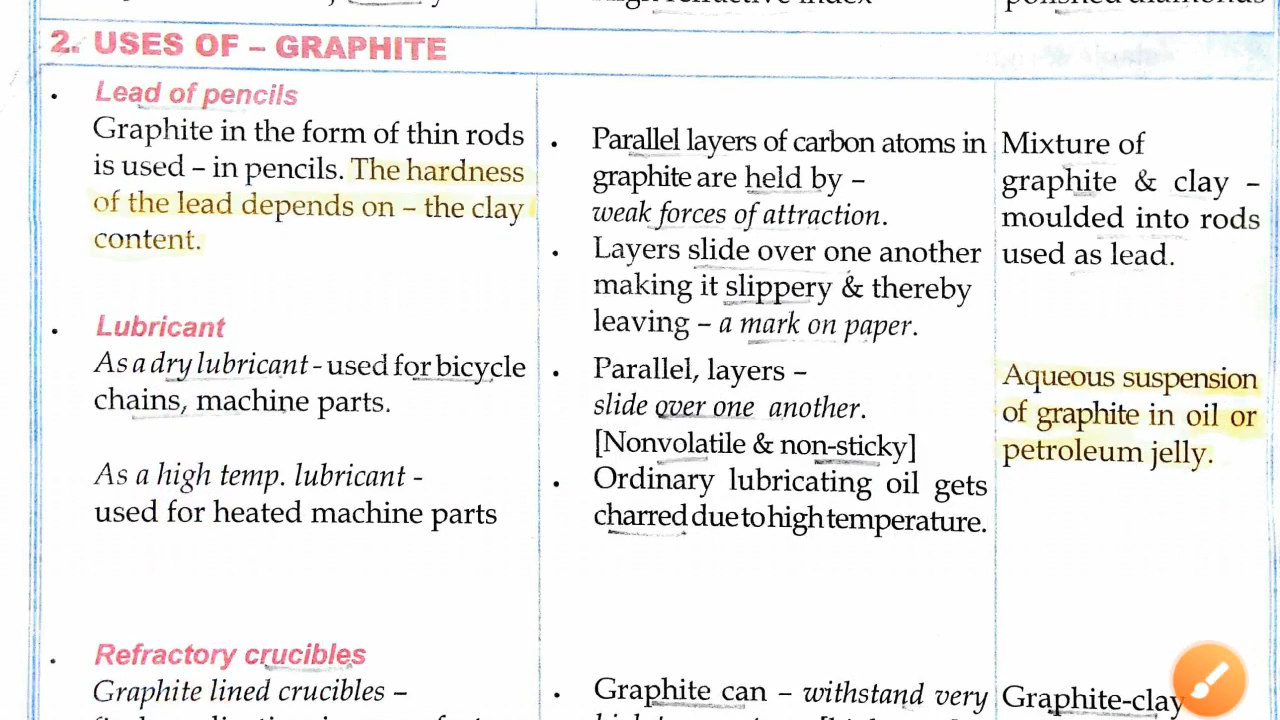 2. USES OF – GRAPHITE
• Lead of pencils
Graphite in the form of thin rods
is used – in pencils. The hardness
of the lead depends on – the clay
content.
• Parallel layers of carbon atoms in
graphite are held by –
weak forces of attraction.
• Layers slide over one another
making it slippery & thereby
leaving – a mark on paper.
Mixture of
graphite & clay –
moulded into rods
used as lead.
• Lubricant
As a dry lubricant - used for bicycle
chains, machine parts.
As a high temp. lubricant -
used for heated machine parts
• Parallel, layers –
slide over one another.
[Nonvolatile & non-sticky]
• Ordinary lubricating oil gets
charred due to high temperature.
Aqueous suspension
of graphite in oil or
petroleum jelly.
• Refractory crucibles
Graphite lined crucibles –
• Graphite can – withstand very
Graphite-clay